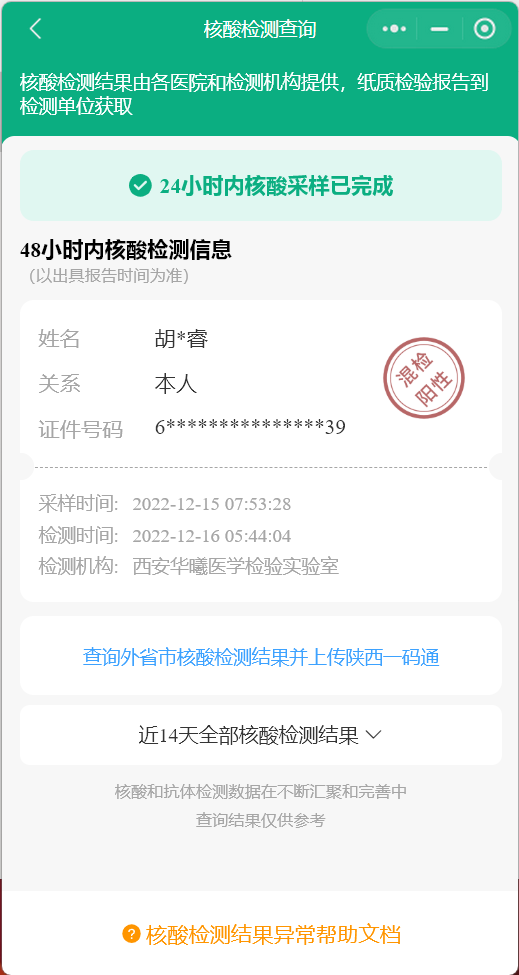 核酸检测查询
核酸检测结果由各医院和检测机构提供，纸质检验报告到
检测单位获取
24小时内核酸采样已完成
48小时内核酸检测信息
（以出具报告时间为准）
姓名 胡*睿
关系 本人
证件号码 6***************39
混检
阳性
采样时间: 2022-12-15 07:53:28
检测时间: 2022-12-16 05:44:04
检测机构: 西安华曦医学检验实验室
查询外省市核酸检测结果并上传陕西一码通
近14天全部核酸检测结果
核酸和抗体检测数据在不断汇聚和完善中
查询结果仅供参考
? 核酸检测结果异常帮助文档